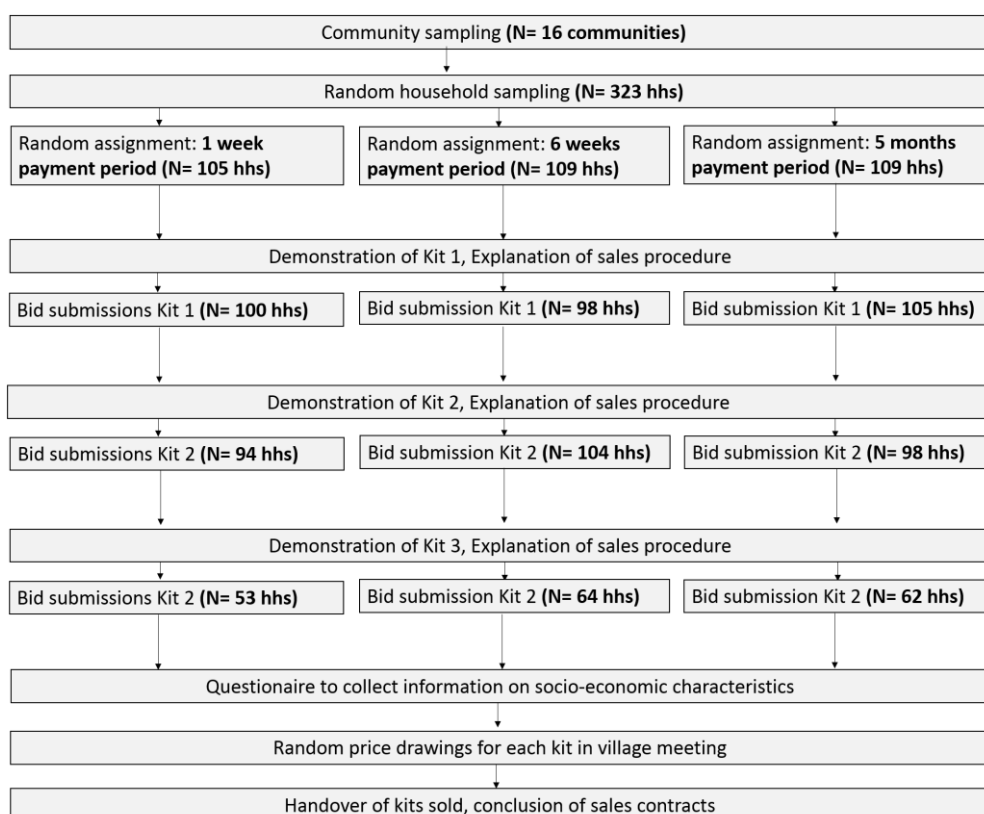 Community sampling (N= 16 communities)
Random household sampling (N= 323 hhs)
Random assignment: 1 week
payment period (N= 105 hhs)
Random assignment: 6 weeks
payment period (N= 109 hhs)
Random assignment: 5 months
payment period (N= 109 hhs)
Demonstration of Kit 1, Explanation of sales procedure
Bid submissions Kit 1 (N= 100 hhs)
Bid submission Kit 1 (N= 98 hhs)
Bid submission Kit 1 (N= 105 hhs)
Demonstration of Kit 2, Explanation of sales procedure
Bid submissions Kit 2 (N= 94 hhs)
Bid submission Kit 2 (N= 104 hhs)
Bid submission Kit 2 (N= 98 hhs)
Demonstration of Kit 3, Explanation of sales procedure
Bid submissions Kit 2 (N= 53 hhs)
Bid submission Kit 2 (N= 64 hhs)
Bid submission Kit 2 (N= 62 hhs)
Questionaire to collect information on socio-economic characteristics
Random price drawings for each kit in village meeting
Handover of kits sold, conclusion of sales contracts